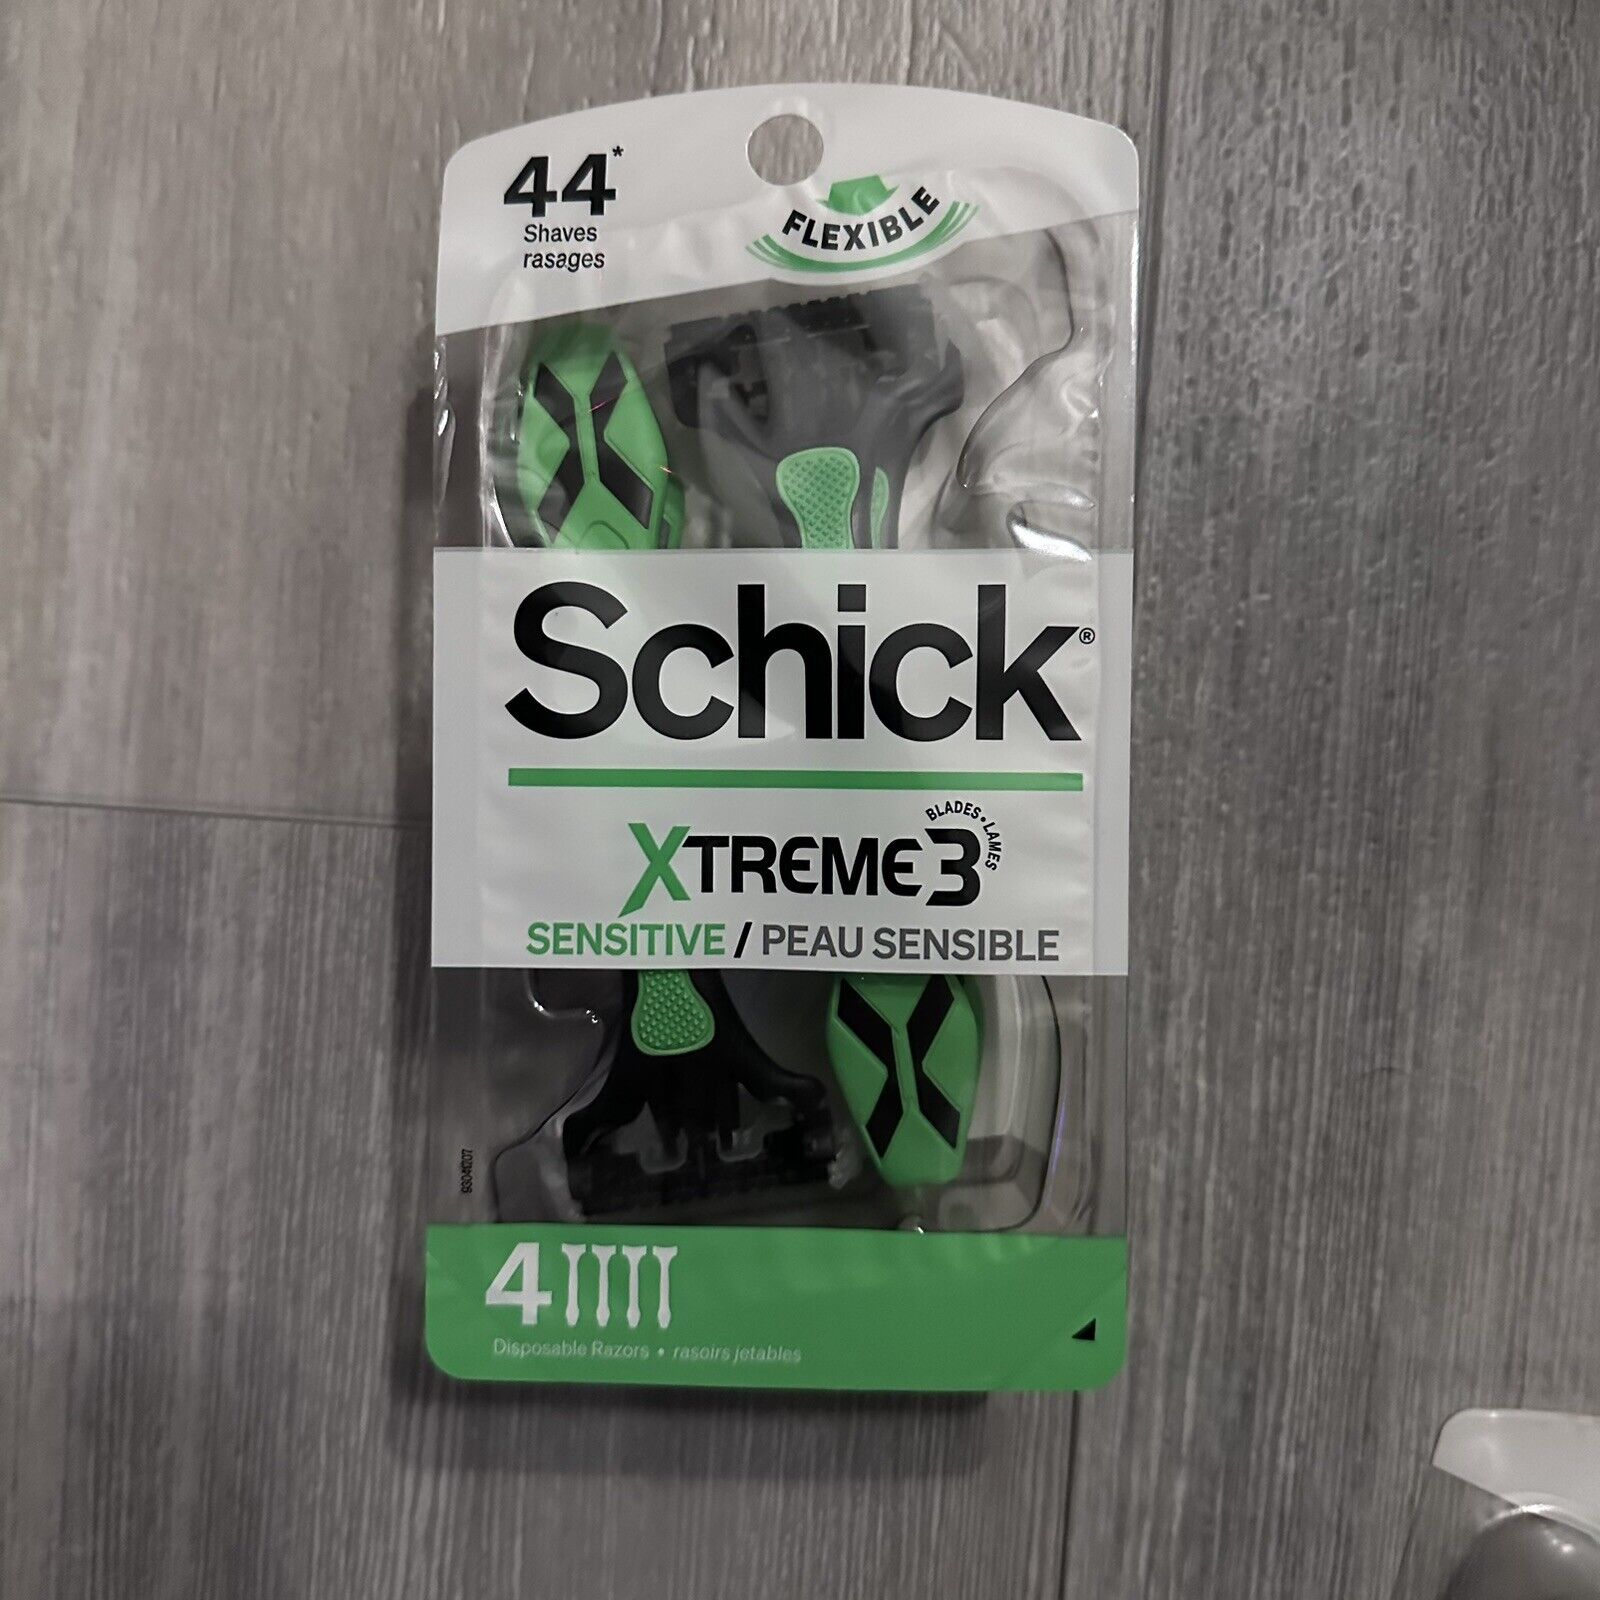 44*
Shaves
rasages
FLEXIBLE
Schick®
XTREME3
BLADES • LAMES
SENSITIVE / PEAU SENSIBLE
4
Disposable Razors • rasoirs jetables